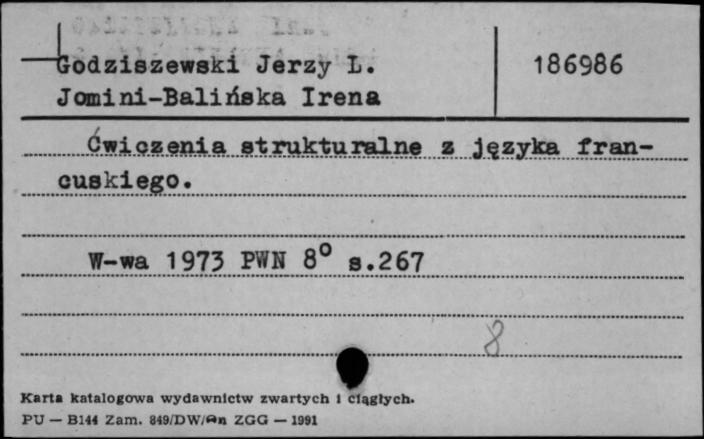 Godziszewski Jerzy L.
186986
Jomini-Balińska Irena
Ćwiczenia strukturalne z języka fran-
cuskiego.
W-wa 1973 PWN 8° s.267
8
Karta katalogowa wydawnictw zwartych i ciągłych.
PU — B144 Zam. 849/DW/ ZGG — 1991